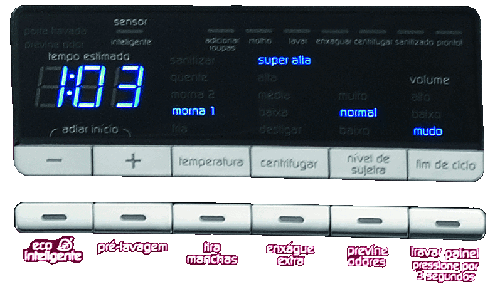 sensor
porta travada
previne odor
inteligente
adicionar roupas
molho
lavar
enxaguar
centrifugar
sanitizado
pronto!
tempo estimado
1:03
sanitizar
quente
morna 2
morna 1
fria
super alta
alta
média
baixa
desligar
muito
normal
baixo
volume
alto
baixo
mudo
adiar início
−
+
temperatura
centrifugar
nível de sujeira
fim de ciclo
eco inteligente
pré-lavagem
tira manchas
enxágue extra
previne odores
travar painel
pressione por 3 segundos